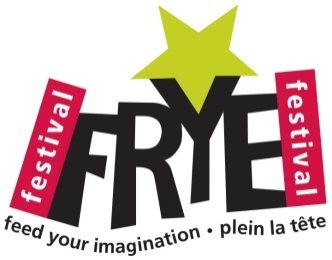 festival
FRYE
festival
feed your imagination • plein la tête